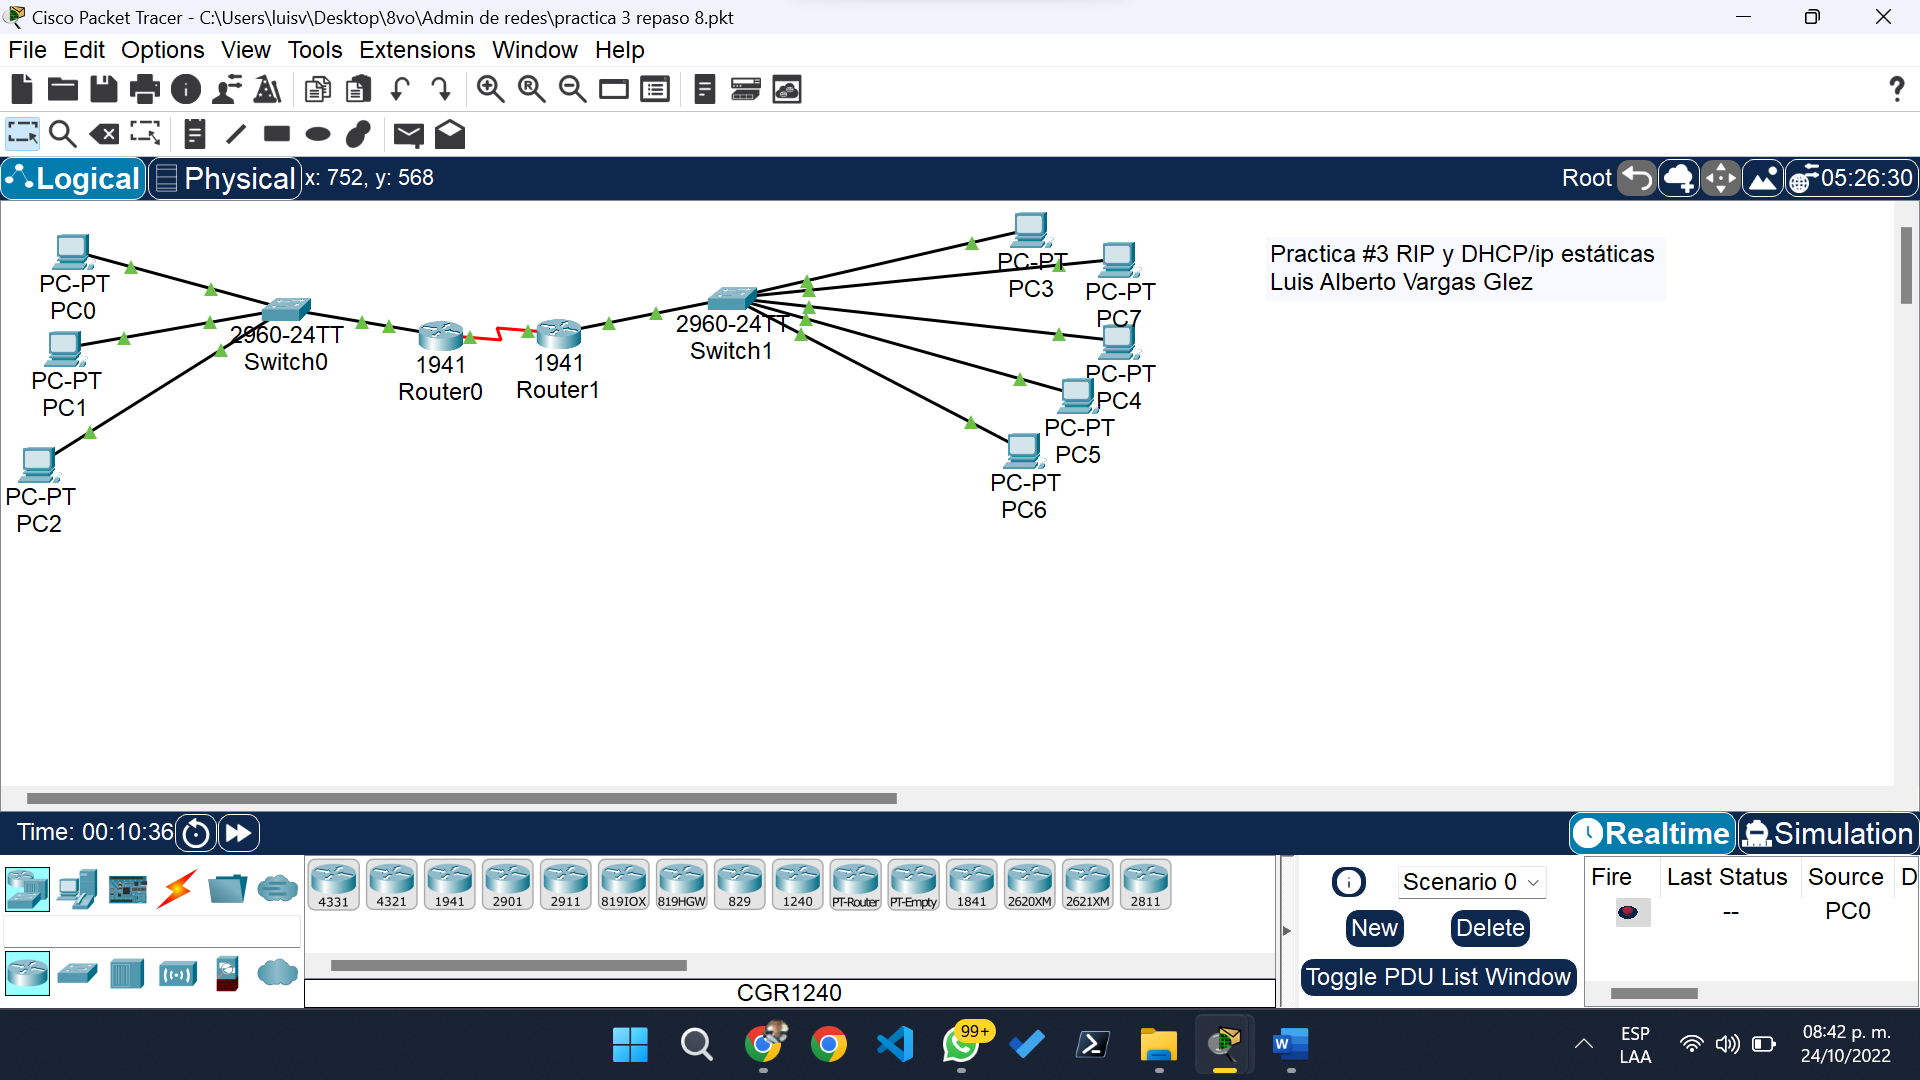 Cisco Packet Tracer - C:\Users\luisv\Desktop\8vo\Admin de redes\practica 3 repaso 8.pkt
File Edit Options View Tools Extensions Window Help
Logical Physical x: 752, y: 568 Root 05:26:30
PC-PT
PC0
PC-PT
PC1
PC-PT
PC2
2960-24TT
Switch0
1941
Router0
1941
Router1
2960-24TT
Switch1
PC-PT
PC3
PC-PT
PC7
PC-PT
PC4
PC-PT
PC5
PC-PT
PC6
Practica #3 RIP y DHCP/ip estáticas
Luis Alberto Vargas Glez
Time: 00:10:36 Realtime Simulation
4331 4321 1941 2901 2911 819IOX 819HGW 829 1240 PT-Router PT-Empty 1841 2620XM 2621XM 2811
CGR1240
Scenario 0
New Delete
Toggle PDU List Window
Fire Last Status Source D
-- PC0
99+
ESP
LAA
08:42 p. m.
24/10/2022